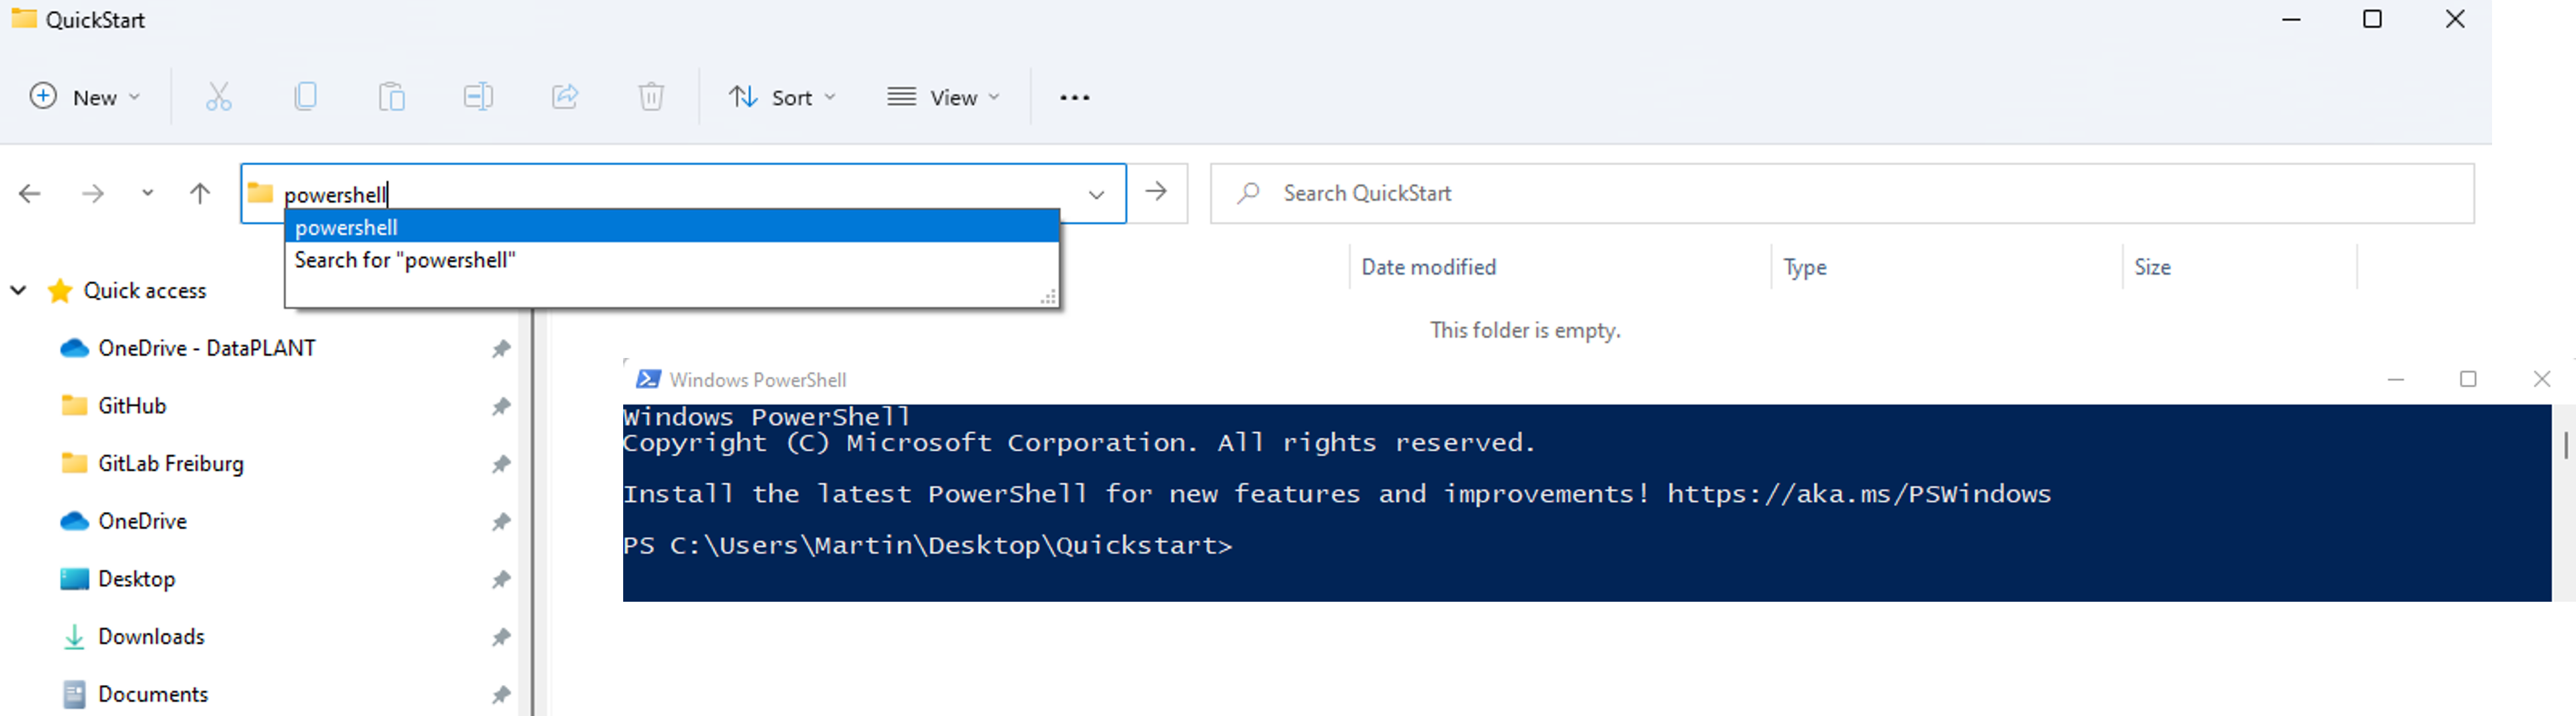 QuickStart
New
Sort
View
powershell
Search QuickStart
powershell
Search for "powershell"
Date modified
Type
Size
Quick access
This folder is empty.
OneDrive - DataPLANT
GitHub
GitLab Freiburg
OneDrive
Desktop
Downloads
Documents
Windows PowerShell
Windows PowerShell
Copyright (C) Microsoft Corporation. All rights reserved.
Install the latest PowerShell for new features and improvements! https://aka.ms/PSWindows
PS C:\Users\Martin\Desktop\Quickstart>